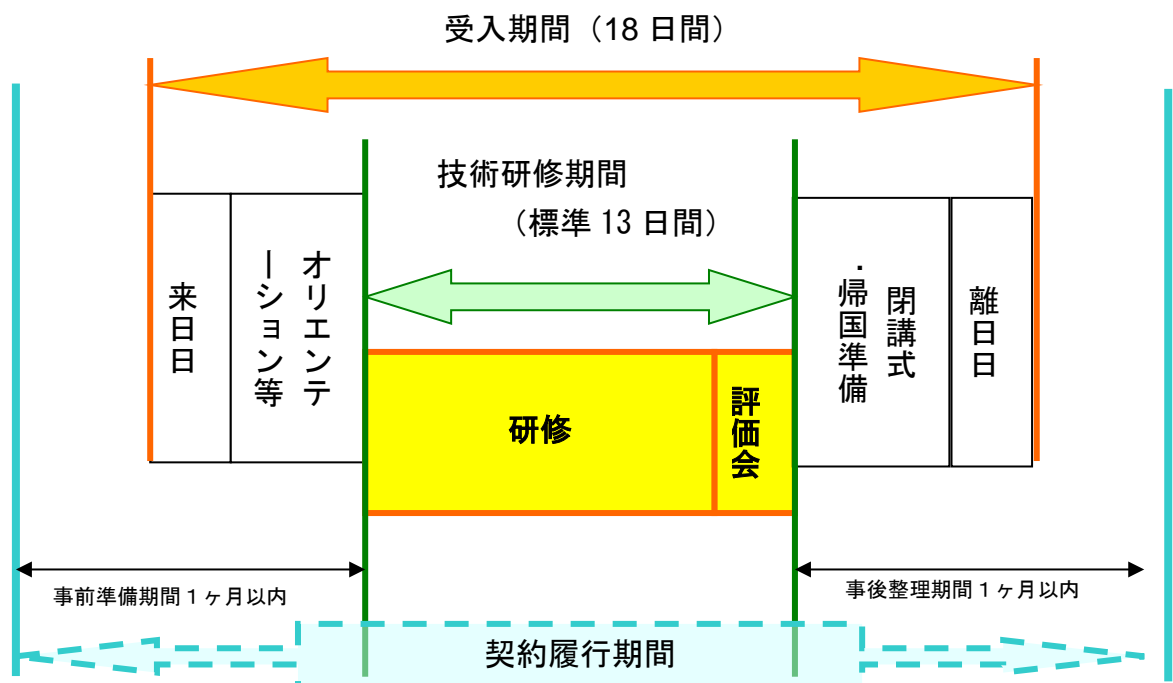 受入期間（18 日間）
技術研修期間
（標準 13 日間）
来日日
オリエンテ
ーション等
閉講式
・帰国準備
離日日
研修
評価会
事前準備期間１ヶ月以内
事後整理期間１ヶ月以内
契約履行期間